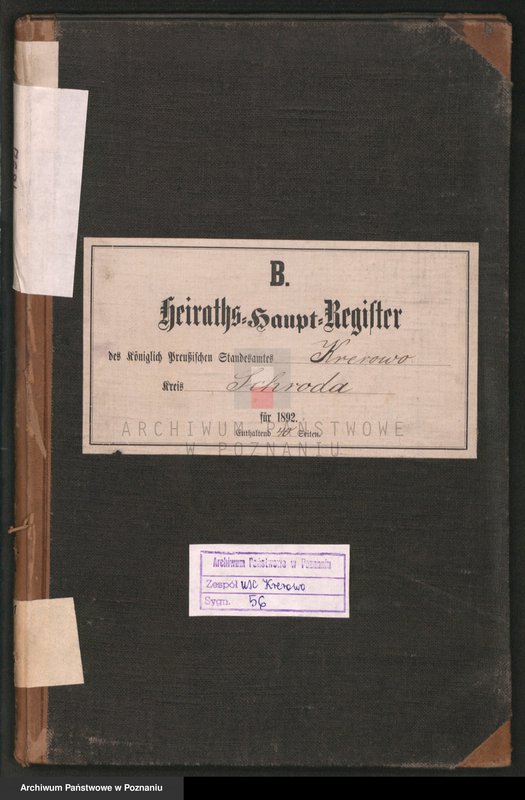 B.
Heiraths-Haupt-Register
des Königlich Preußischen Standesamtes Krerowo
Kreis Schroda
für 1892.
Enthaltend 40 Seiten.
ARCHIWUM PAŃSTWOWE
W POZNANIU
Archiwum Państwowe w Poznaniu
Zespół USC Krerowo
Sygn. 56
Archiwum Państwowe w Poznaniu